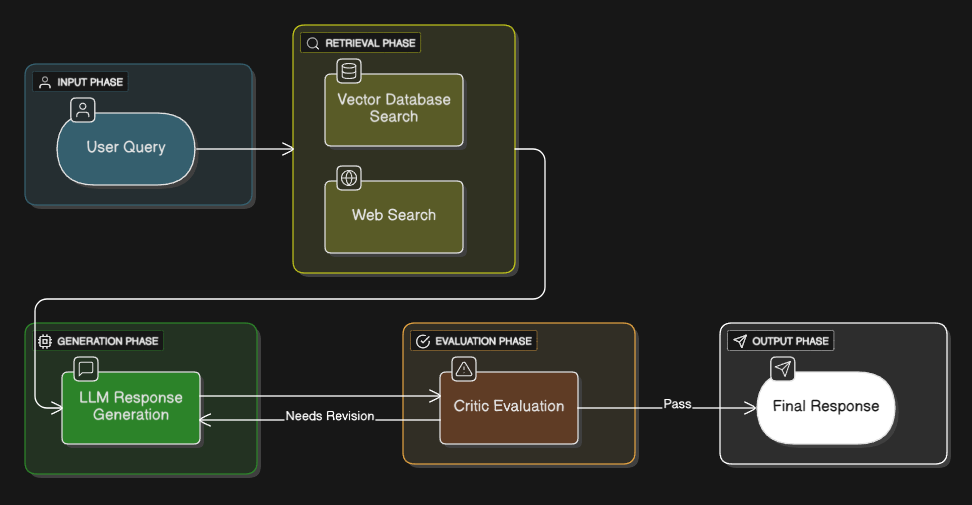 INPUT PHASE
User Query
RETRIEVAL PHASE
Vector Database
Search
Web Search
GENERATION PHASE
LLM Response
Generation
Needs Revision
EVALUATION PHASE
Critic Evaluation
Pass
OUTPUT PHASE
Final Response